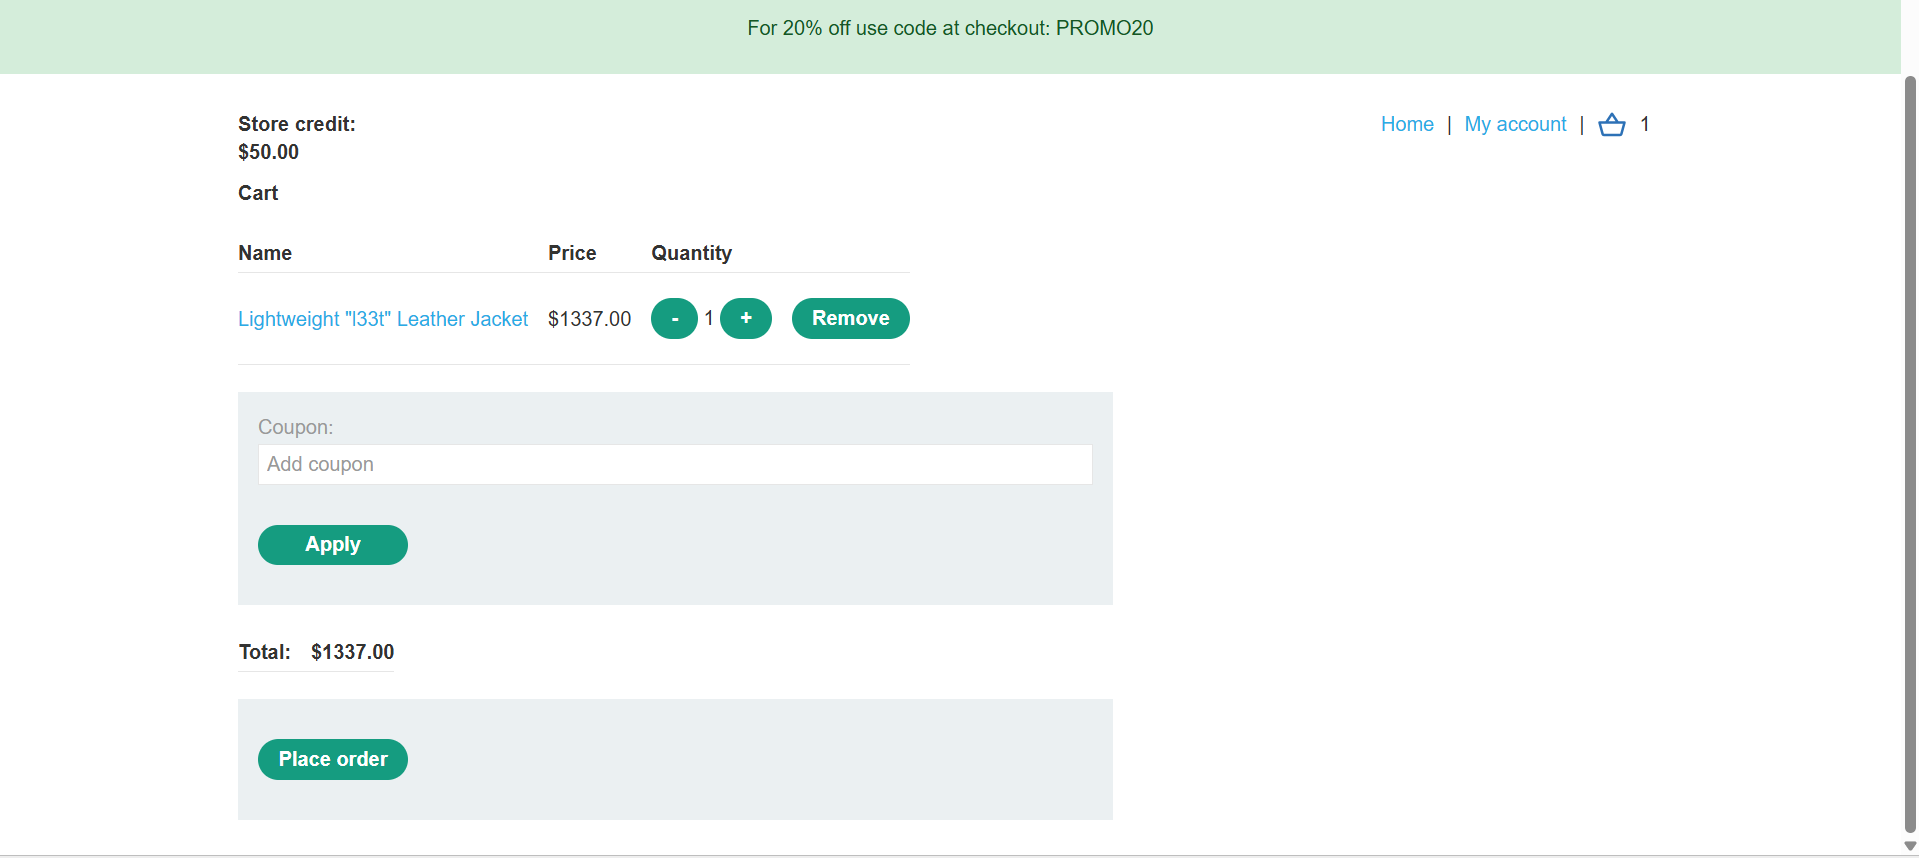 For 20% off use code at checkout: PROMO20
Store credit:
$50.00
Home | My account | 1
Cart
Name Price Quantity
Lightweight "l33t" Leather Jacket $1337.00 - 1 + Remove
Coupon:
Add coupon
Apply
Total: $1337.00
Place order